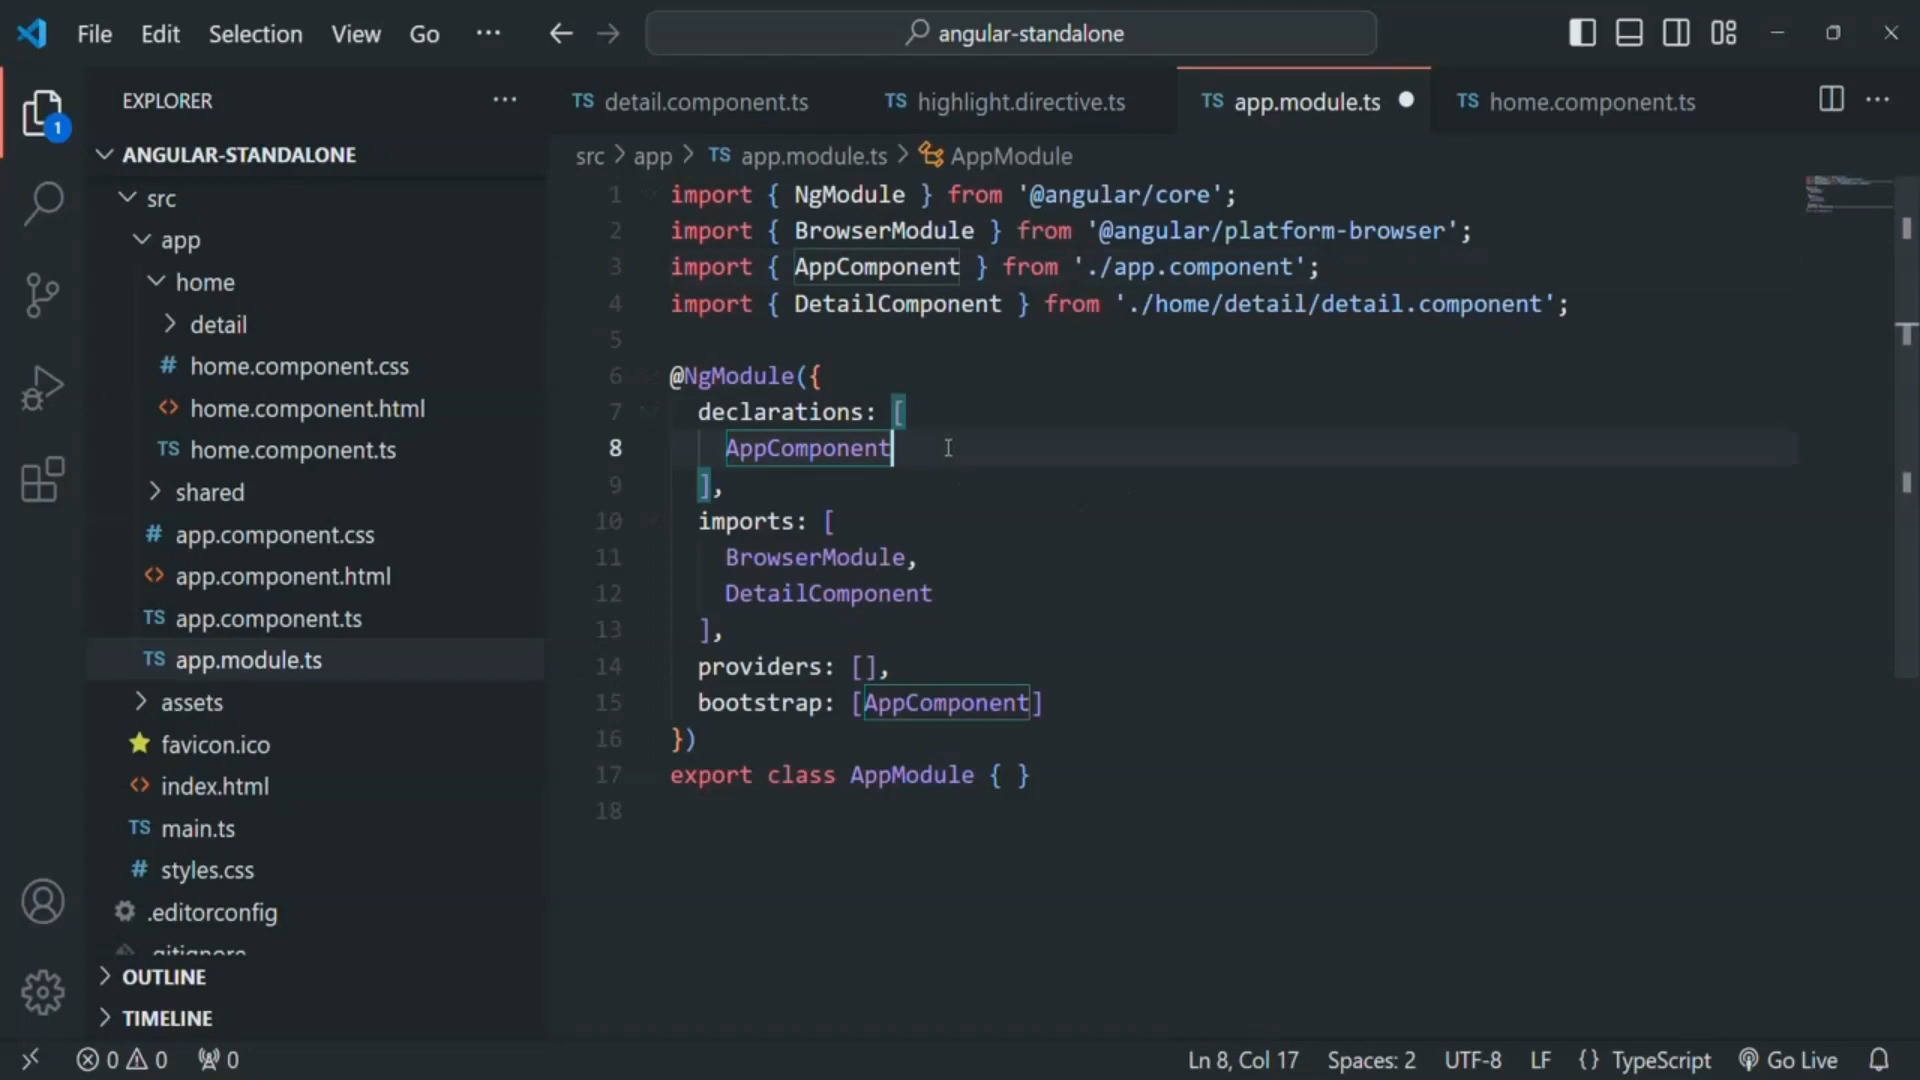 File Edit Selection View Go ··· angular-standalone
EXPLORER ···
ANGULAR-STANDALONE
src
app
home
detail
# home.component.css
<> home.component.html
TS home.component.ts
shared
# app.component.css
<> app.component.html
TS app.component.ts
TS app.module.ts
assets
favicon.ico
<> index.html
TS main.ts
# styles.css
.editorconfig
.gitignore
OUTLINE
TIMELINE
1
TS detail.component.ts TS highlight.directive.ts TS app.module.ts TS home.component.ts
src > app > TS app.module.ts > AppModule
1 import { NgModule } from '@angular/core';
2 import { BrowserModule } from '@angular/platform-browser';
3 import { AppComponent } from './app.component';
4 import { DetailComponent } from './home/detail/detail.component';
5
6 @NgModule({
7 declarations: [
8 AppComponent
9 ],
10 imports: [
11 BrowserModule,
12 DetailComponent
13 ],
14 providers: [],
15 bootstrap: [AppComponent]
16 })
17 export class AppModule { }
18
0 0 0 Ln 8, Col 17 Spaces: 2 UTF-8 LF {} TypeScript Go Live